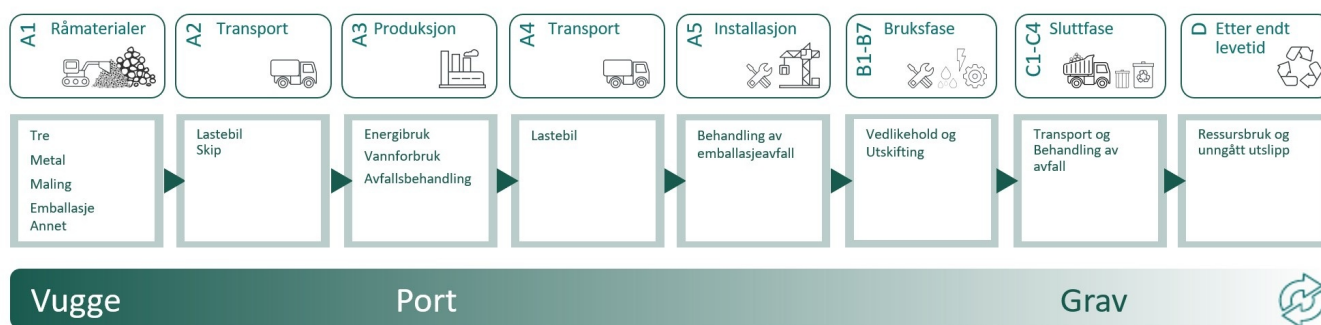 A1 Råmaterialer
A2 Transport
A3 Produksjon
A4 Transport
A5 Installasjon
B1-B7 Bruksfase
C1-C4 Sluttfase
D Etter endt
levetid
Tre
Metal
Maling
Emballasje
Annet
Lastebil
Skip
Energibruk
Vannforbruk
Avfallsbehandling
Lastebil
Behandling av
emballasjeavfall
Vedlikehold og
Utskifting
Transport og
Behandling av
avfall
Ressursbruk og
unngått utslipp
Vugge
Port
Grav